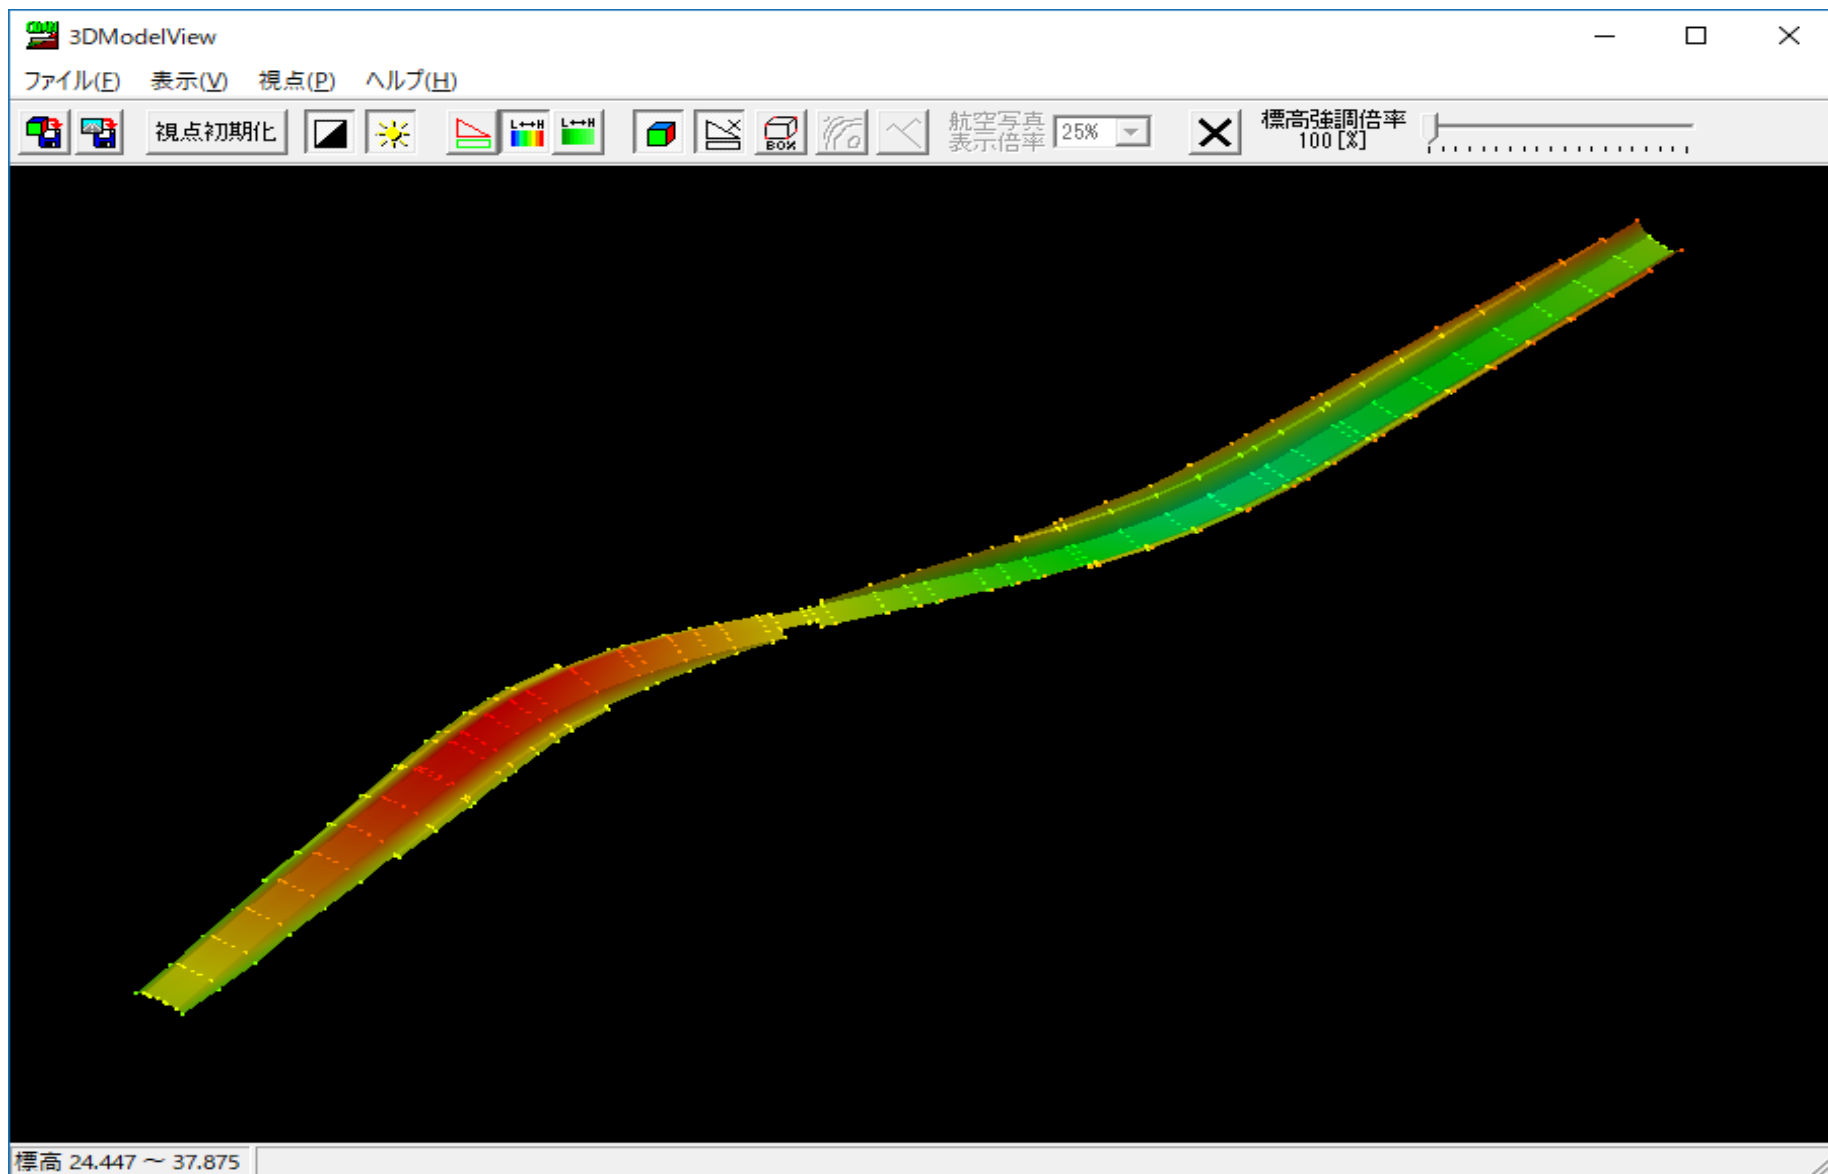 3DModelView
ファイル(F) 表示(V) 視点(P) ヘルプ(H)
視点初期化
L↔H
L↔H
BOX
航空写真
表示倍率
25%
標高強調倍率
100 [%]
標高 24.447 ～ 37.875